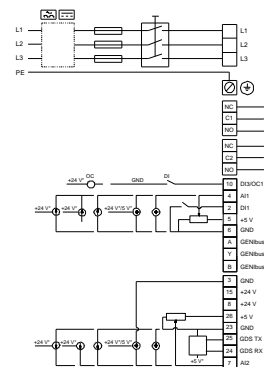 L1
L2
L3
PE
L1
L2
L3
NC
C1
NO
NC
C2
NO
+24 V* OC GND DI
10 DI3/OC1
4 AI1
2 DI1
+24 V* +24 V* +24 V*/5 V*
5 +5 V
6 GND
A GENIbus
Y GENIbus
B GENIbus
3 GND
15 +24 V
8 +24 V
26 +5 V
23 GND
25 GDS TX
+24 V* +24 V* +24 V*/5 V*
24 GDS RX
+5 V*
7 AI2